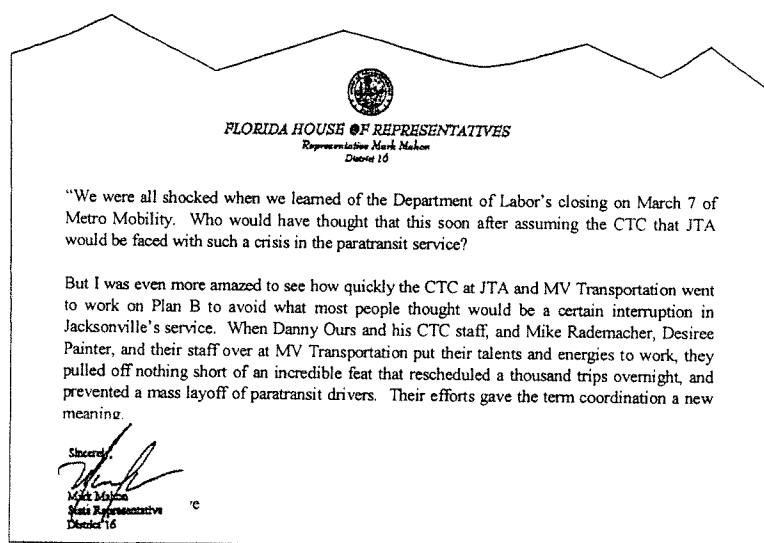 FLORIDA HOUSE OF REPRESENTATIVES
Representative Mark Mahon
District 16
“We were all shocked when we learned of the Department of Labor’s closing on March 7 of
Metro Mobility. Who would have thought that this soon after assuming the CTC that JTA
would be faced with such a crisis in the paratransit service?
But I was even more amazed to see how quickly the CTC at JTA and MV Transportation went
to work on Plan B to avoid what most people thought would be a certain interruption in
Jacksonville’s service. When Danny Ours and his CTC staff, and Mike Rademacher, Desiree
Painter, and their staff over at MV Transportation put their talents and energies to work, they
pulled off nothing short of an incredible feat that rescheduled a thousand trips overnight, and
prevented a mass layoff of paratransit drivers. Their efforts gave the term coordination a new
meaning.
Sincerely,
Mark Mahon
State Representative 're
District 16